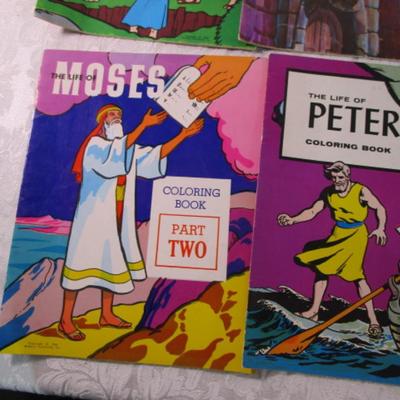 THE LIFE OF
MOSES
COLORING
BOOK
PART
TWO
THE LIFE OF
PETER
COLORING BOOK